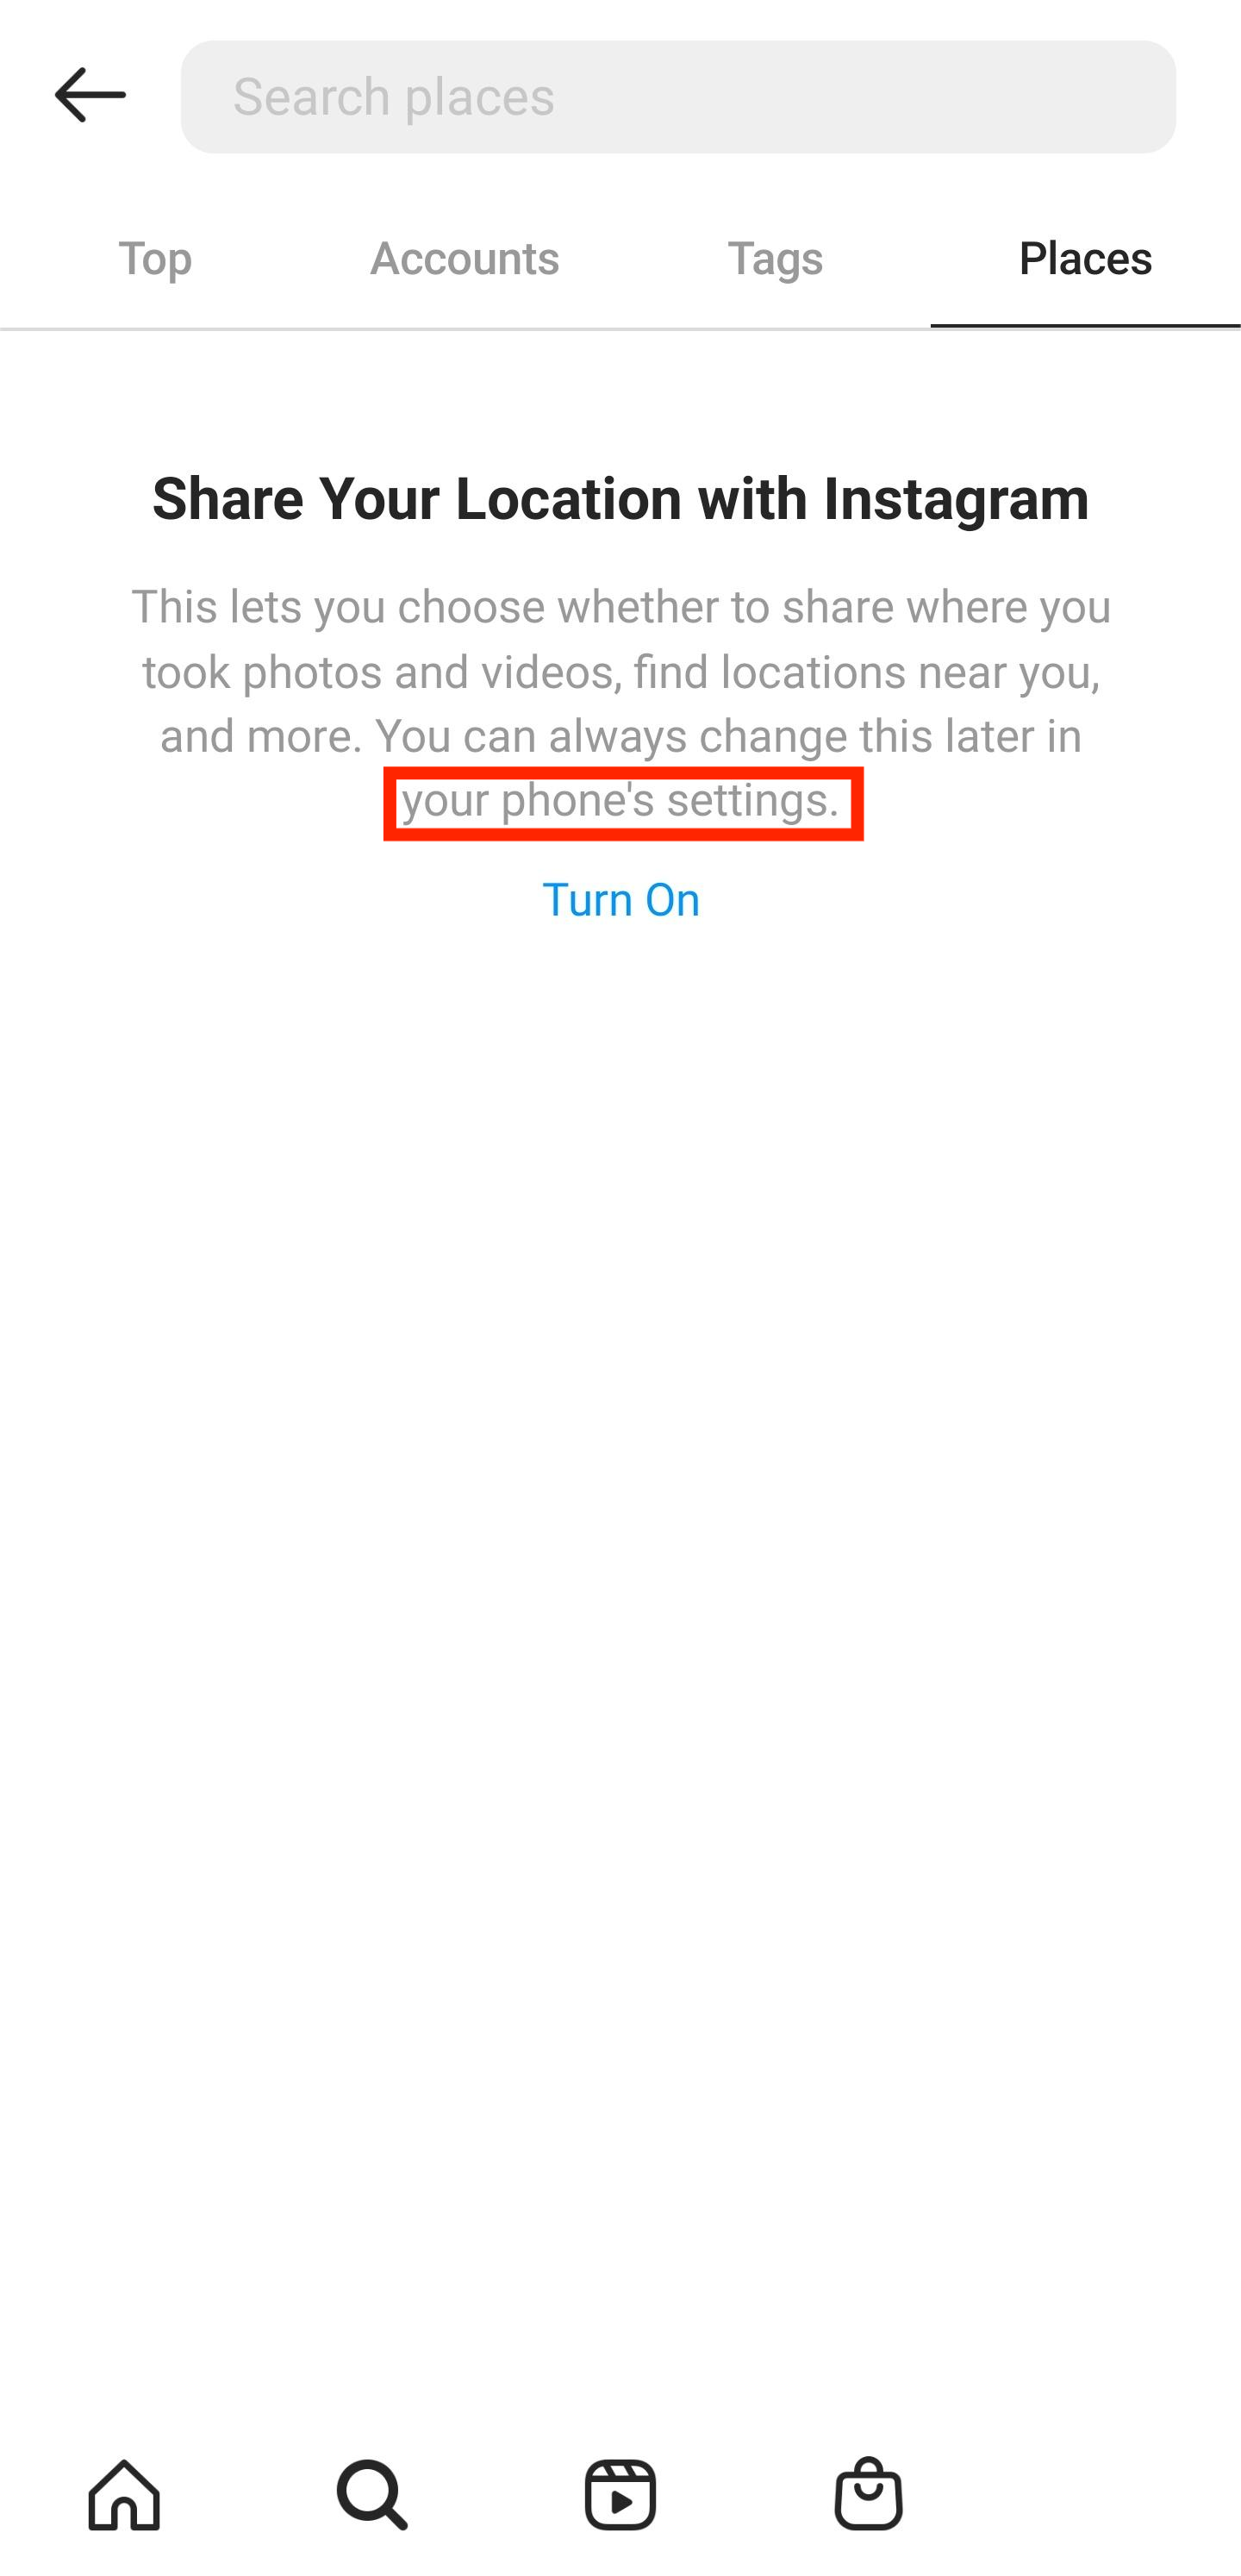 Search places
Top Accounts Tags Places
Share Your Location with Instagram
This lets you choose whether to share where you
took photos and videos, find locations near you,
and more. You can always change this later in
your phone's settings.
Turn On